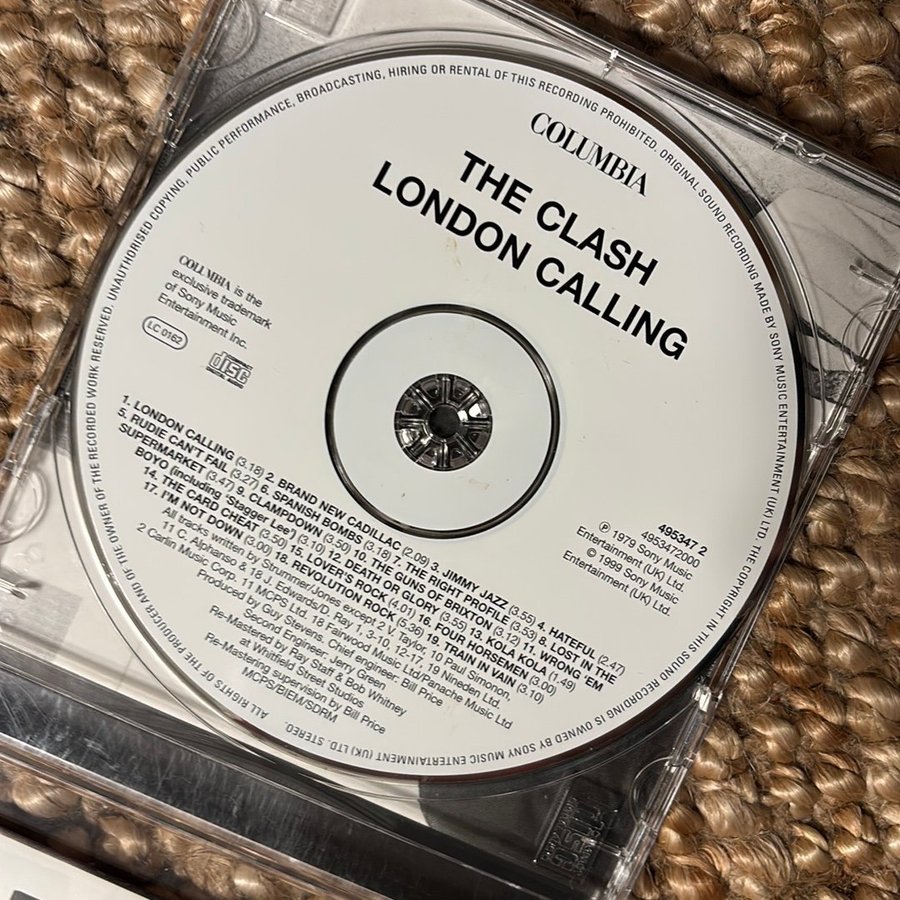 COLUMBIA
THE CLASH
LONDON CALLING
COLUMBIA is the
exclusive trademark
of Sony Music
Entertainment Inc.
LC 0162
disc
495347 2
4953472000
℗ 1979 Sony Music
Entertainment (UK) Ltd.
© 1999 Sony Music
Entertainment (UK) Ltd.
1. LONDON CALLING (3.18) 2. BRAND NEW CADILLAC (2.09) 3. JIMMY JAZZ (3.55) 4. HATEFUL (2.47)
5. RUDIE CAN'T FAIL (3.27) 6. SPANISH BOMBS (3.18) 7. THE RIGHT PROFILE (3.53) 8. LOST IN THE
SUPERMARKET (3.47) 9. CLAMPDOWN (3.50) 10. THE GUNS OF BRIXTON (3.12) 11. WRONG 'EM
BOYO (including 'Stagger Lee') (3.10) 12. DEATH OR GLORY (3.55) 13. KOLA KOLA (1.49)
14. THE CARD CHEAT (3.50) 15. LOVER'S ROCK (4.01) 16. FOUR HORSEMEN (3.00)
17. I'M NOT DOWN (3.00) 18. REVOLUTION ROCK (5.36) 19. TRAIN IN VAIN (3.10)
All tracks written by Strummer/Jones except 2 V. Taylor, 10 Paul Simonon,
11 C. Alphanso & 18 J. Edwards/D. Ray 1, 3-10, 12-17, 19 Nineden Ltd.
2 Carlin Music Corp. 11 MCPS Ltd. 18 Fairwood Music Ltd/Panache Music Ltd
Produced by Guy Stevens. Chief engineer: Bill Price
Second Engineer: Jerry Green
Re-Mastered by Ray Staff & Bob Whitney
at Whitfield Street Studios
Re-Mastering supervision by Bill Price
MCPS/BIEM/SDRM
ALL RIGHTS OF THE PRODUCER AND OF THE OWNER OF THE RECORDED WORK RESERVED. UNAUTHORISED COPYING, PUBLIC PERFORMANCE, BROADCASTING, HIRING OR RENTAL OF THIS RECORDING PROHIBITED. ORIGINAL SOUND RECORDING MADE BY SONY MUSIC ENTERTAINMENT (UK) LTD. THE COPYRIGHT IN THIS SOUND RECORDING IS OWNED BY SONY MUSIC ENTERTAINMENT (UK) LTD. STEREO.